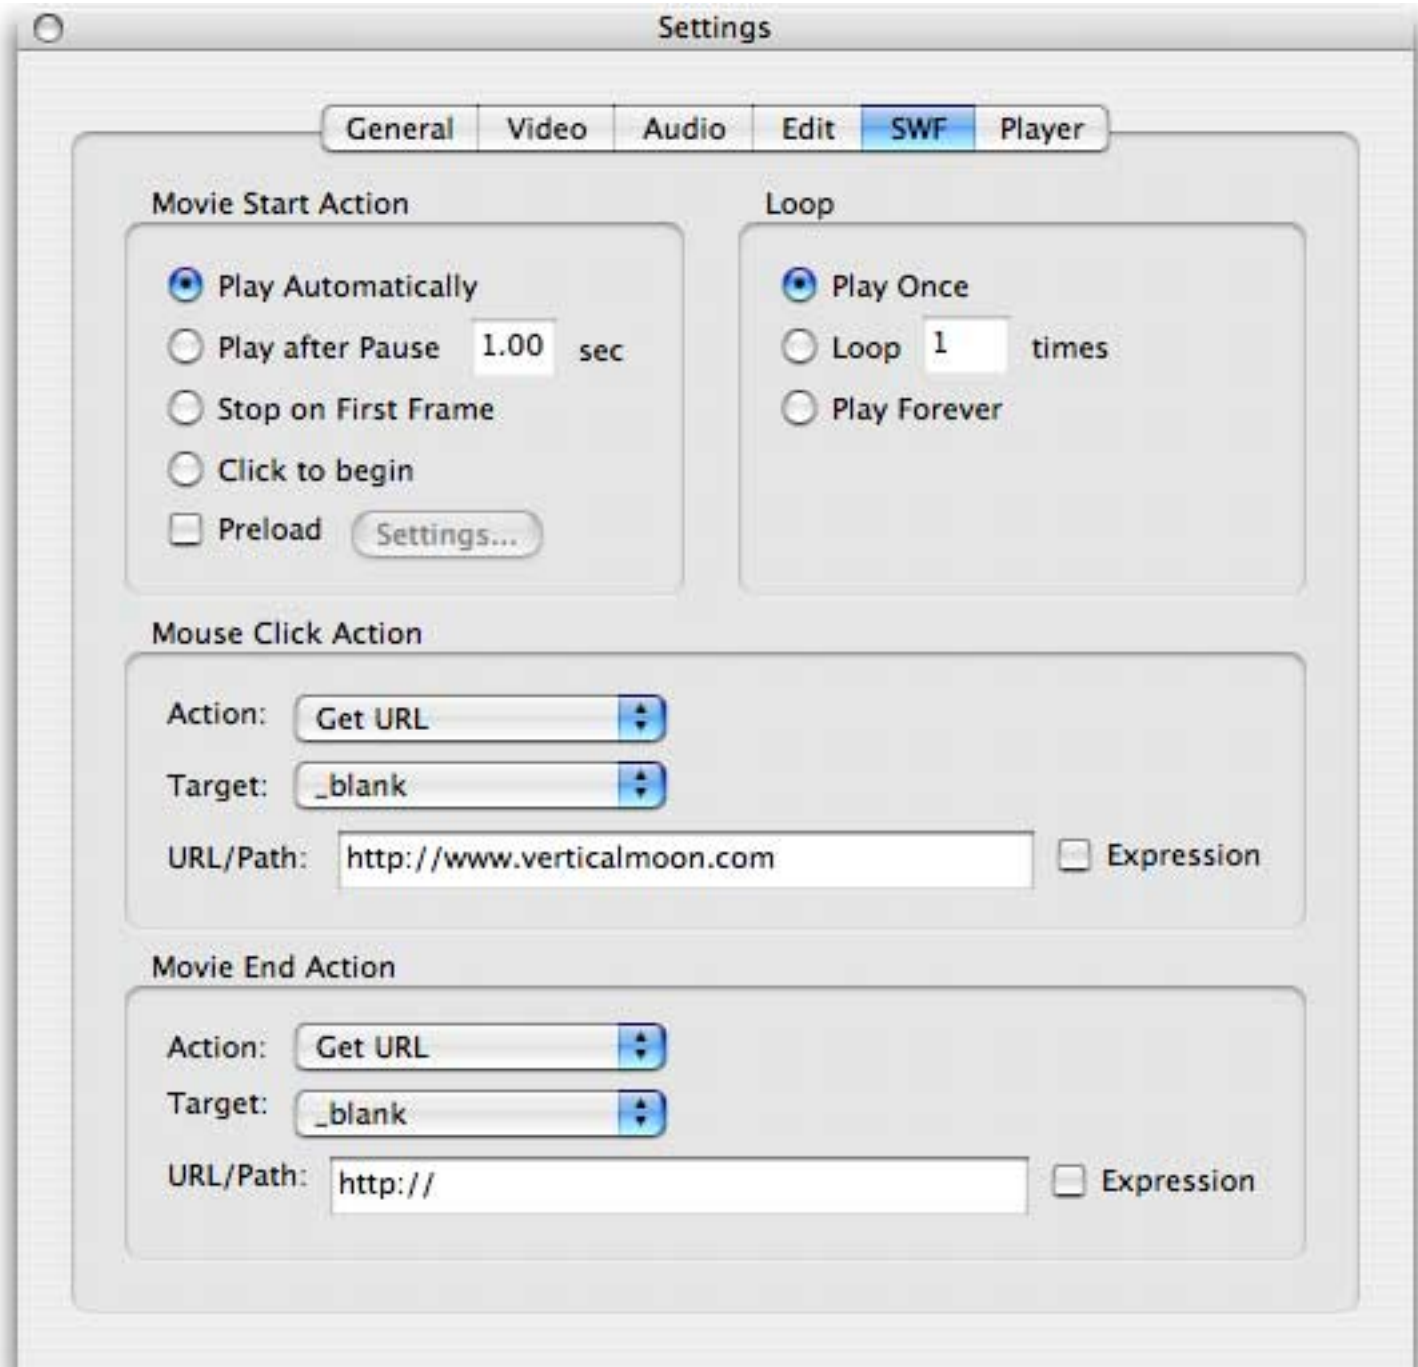 Settings
General Video Audio Edit SWF Player
Movie Start Action
Play Automatically
Play after Pause 1.00 sec
Stop on First Frame
Click to begin
Preload Settings...
Loop
Play Once
Loop 1 times
Play Forever
Mouse Click Action
Action: Get URL
Target: _blank
URL/Path: http://www.verticalmoon.com Expression
Movie End Action
Action: Get URL
Target: _blank
URL/Path: http:// Expression